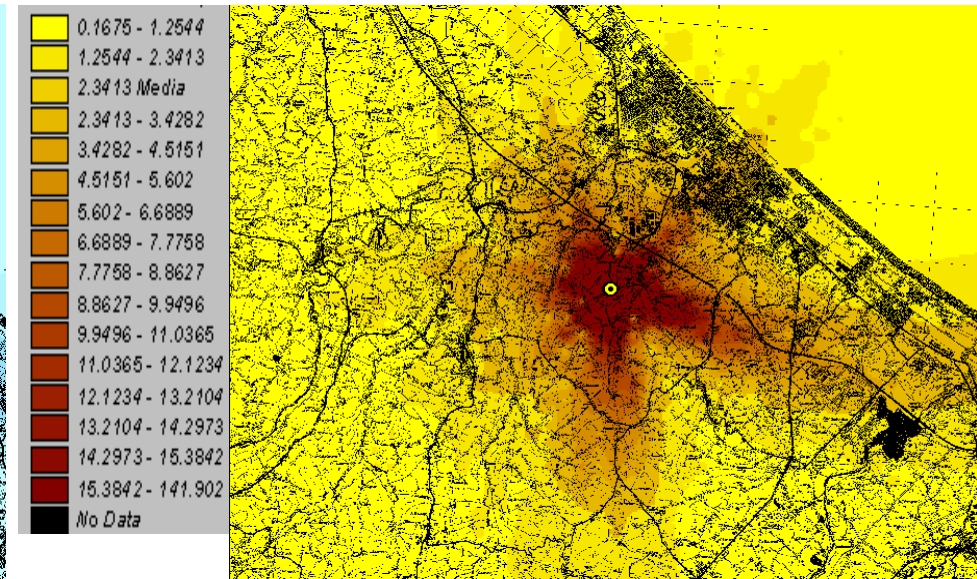 0.1675 - 1.2544
1.2544 - 2.3413
2.3413 Media
2.3413 - 3.4282
3.4282 - 4.5151
4.5151 - 5.602
5.602 - 6.6889
6.6889 - 7.7758
7.7758 - 8.8627
8.8627 - 9.9496
9.9496 - 11.0365
11.0365 - 12.1234
12.1234 - 13.2104
13.2104 - 14.2973
14.2973 - 15.3842
15.3842 - 141.902
No Data